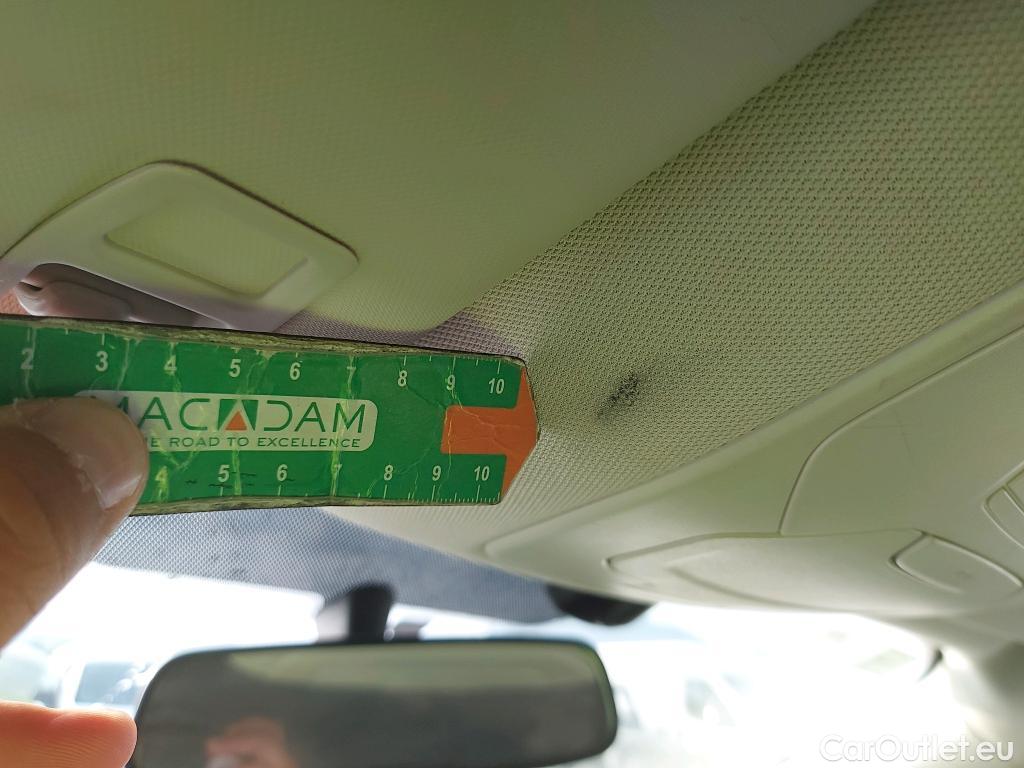 2 3 4 5 6 7 8 9 10
MACADAM
THE ROAD TO EXCELLENCE
4 5 6 7 8 9 10
CarOutlet.eu